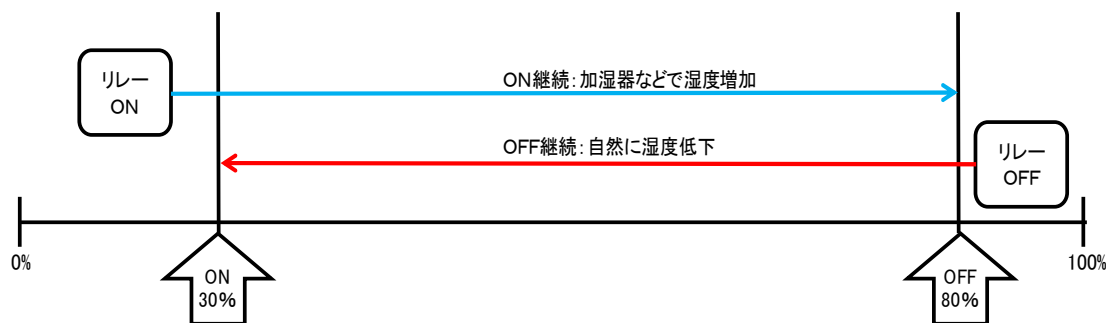 リレー
ON
ON継続：加湿器などで湿度増加
OFF継続：自然に湿度低下
リレー
OFF
0%
100%
ON
30%
OFF
80%